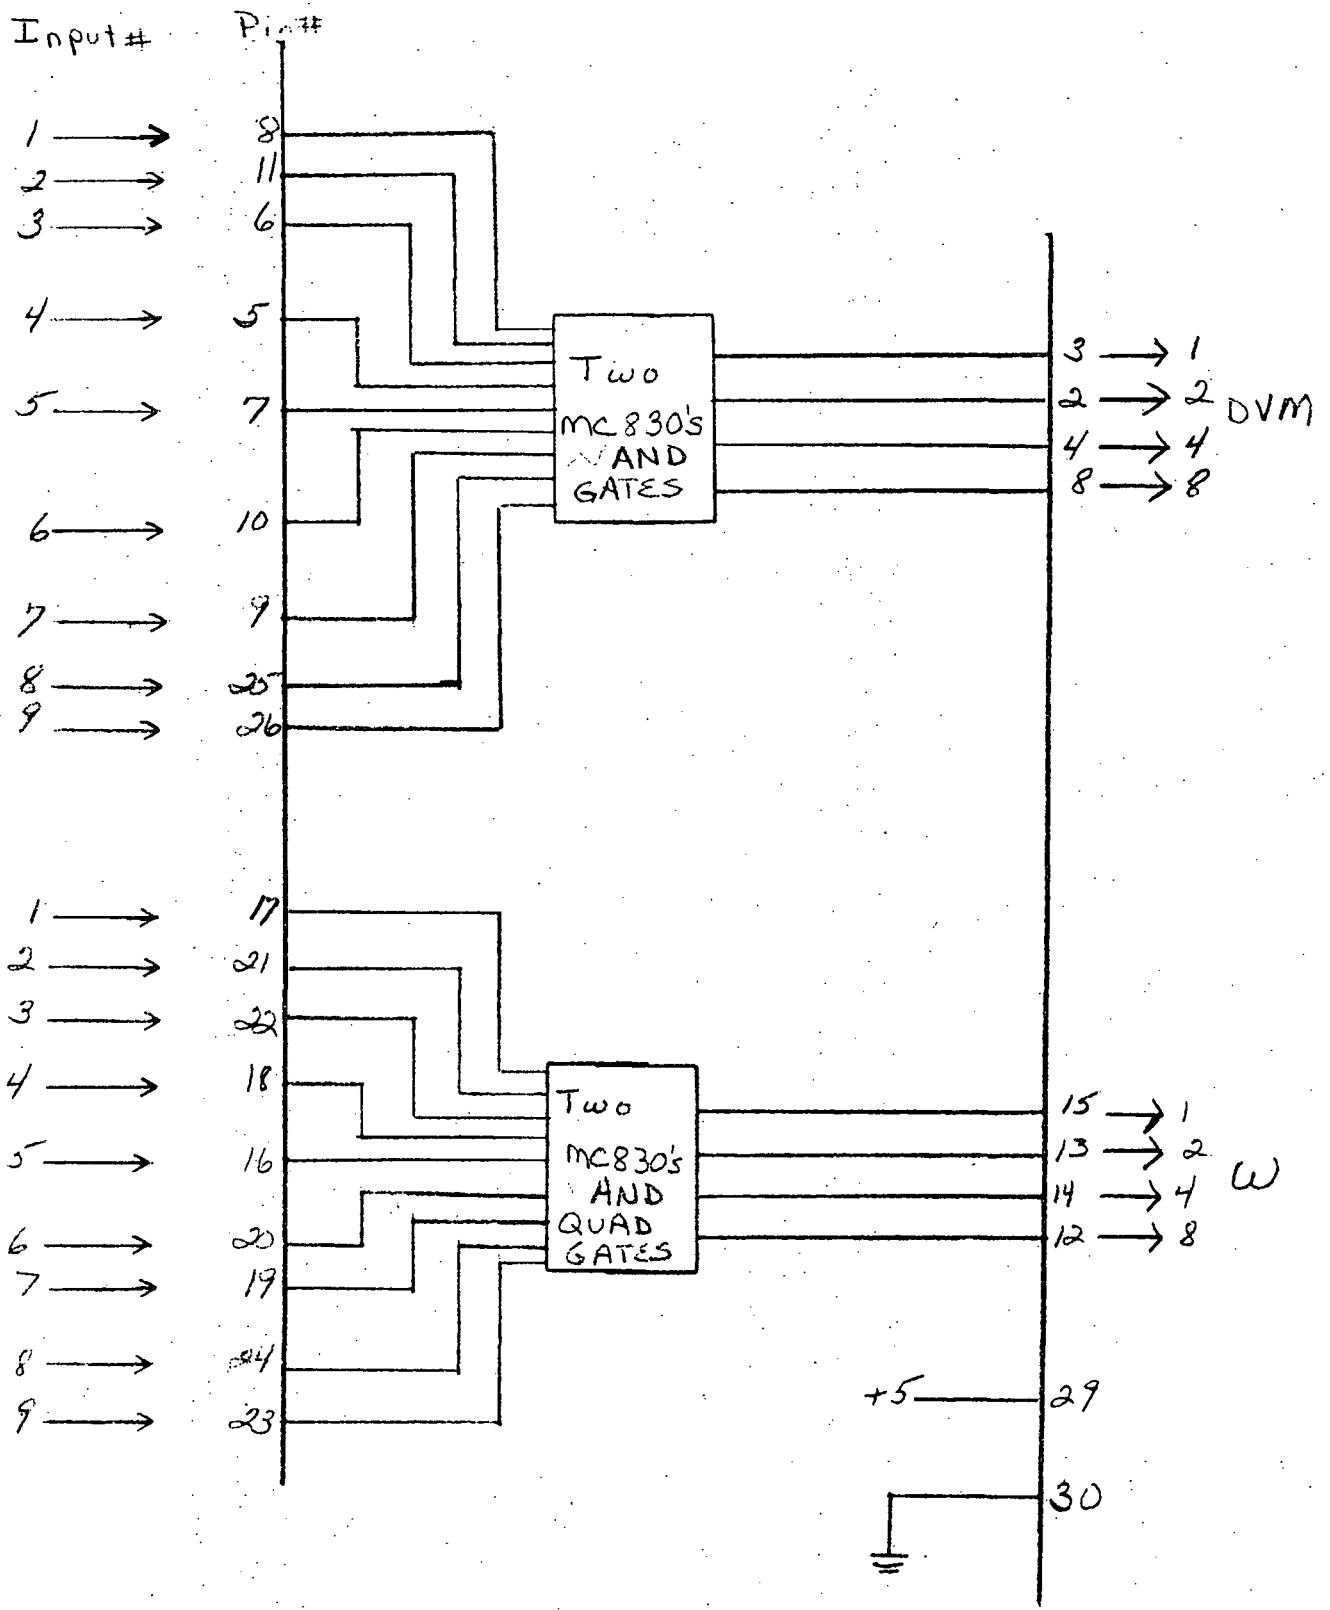 Input# Pin#
1 → 8
2 → 11
3 → 6
4 → 5
5 → 7
6 → 10
7 → 9
8 → 25
9 → 26
Two
MC830's
NAND
GATES
3 → 1
2 → 2
4 → 4
8 → 8
DVM
1 → 17
2 → 21
3 → 22
4 → 18
5 → 16
6 → 20
7 → 19
8 → 24
9 → 23
Two
MC830's
AND
QUAD
GATES
15 → 1
13 → 2
14 → 4
12 → 8
ω
+5 29
30